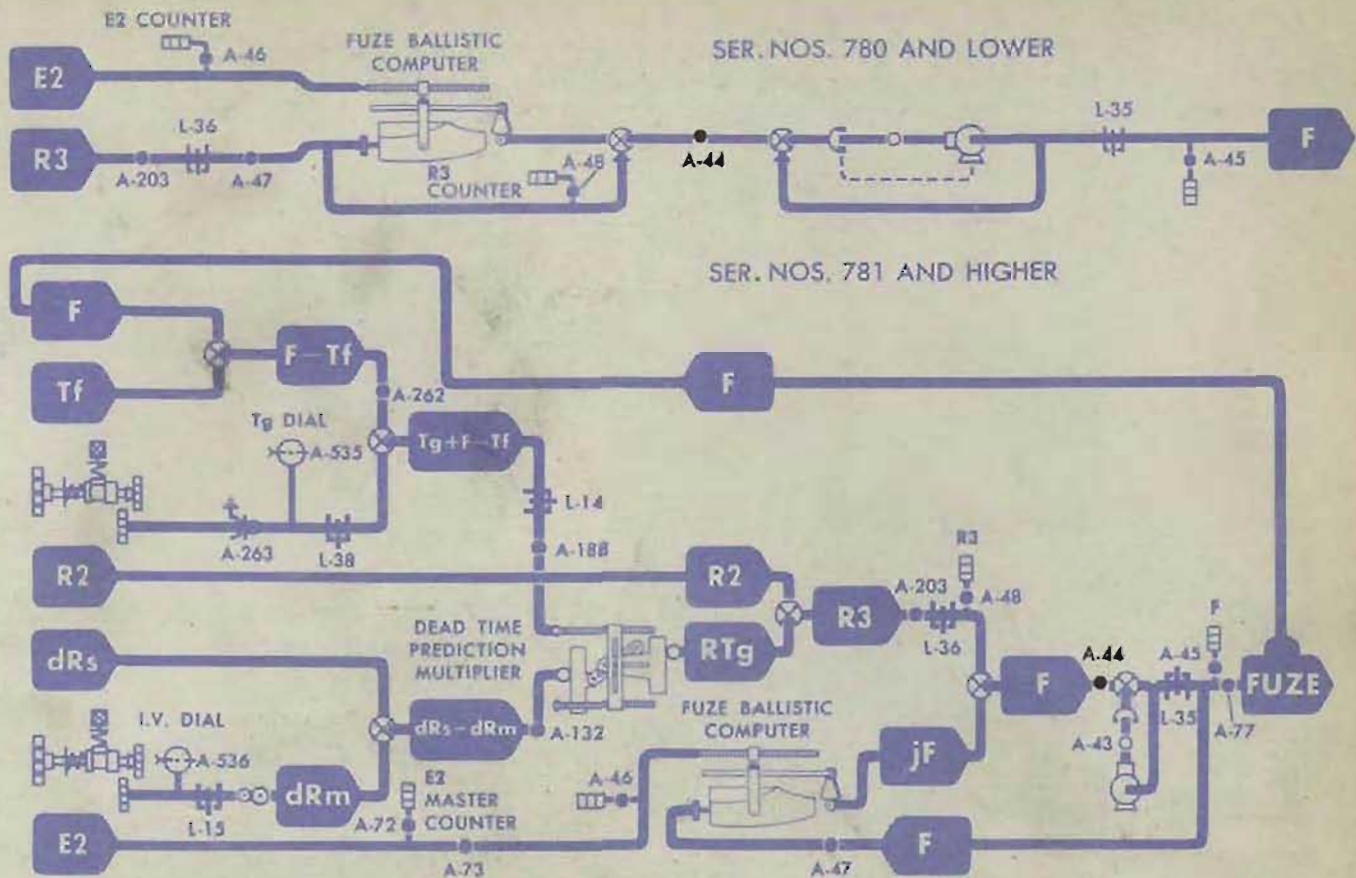 E2 COUNTER
A-46
FUZE BALLISTIC
COMPUTER
SER. NOS. 780 AND LOWER
E2
R3
L-36
A-203
A-47
R3
COUNTER
A-48
A-44
L-35
A-45
F
SER. NOS. 781 AND HIGHER
F
Tf
F-Tf
A-262
F
Tg DIAL
A-535
Tg+F-Tf
L-14
A-263
L-38
A-188
R2
R2
R3
A-203
R3
A-48
L-36
DEAD TIME
PREDICTION
MULTIPLIER
RTg
dRs
dRs-dRm
A-132
F
A-44
A-45
F
L-35
A-77
FUZE
I.V. DIAL
A-536
L-15
dRm
FUZE BALLISTIC
COMPUTER
jF
A-43
A-46
E2
MASTER
COUNTER
A-72
E2
A-73
A-47
F